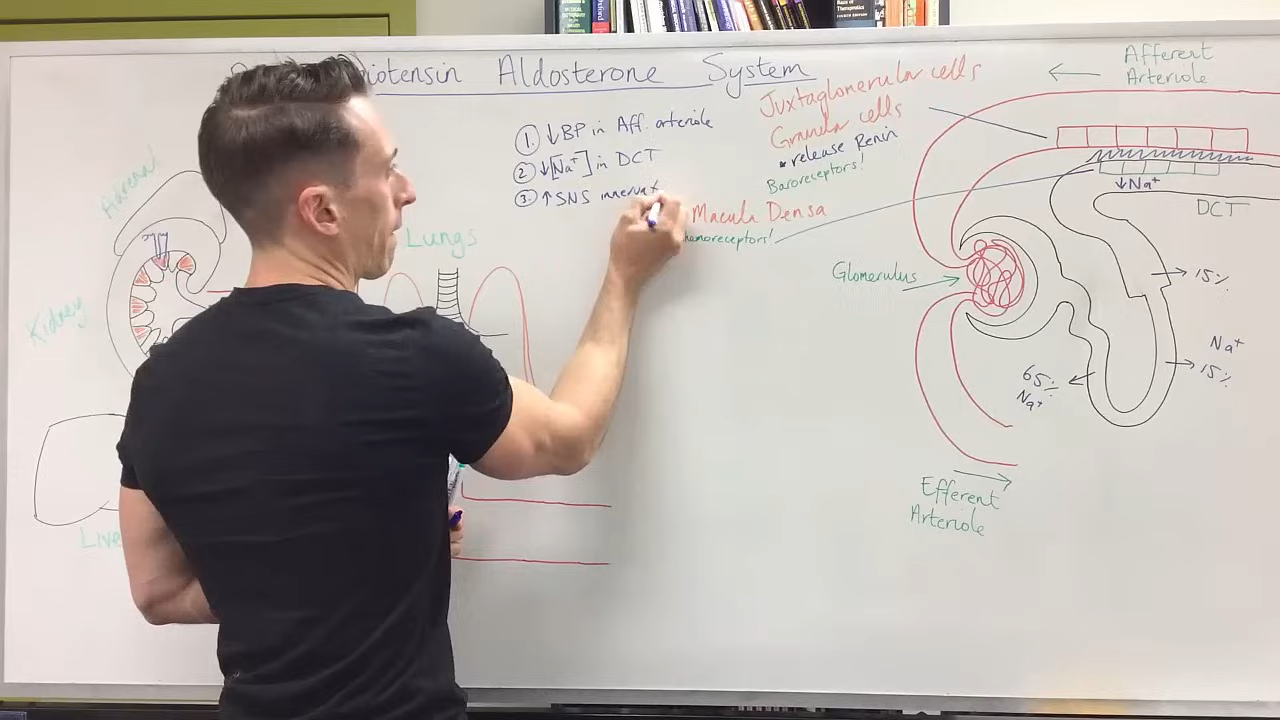 iotensin Aldosterone System
① ↓BP in Aff. arteriole
② ↓[Na⁺] in DCT
③ ↑SNS innervat
Juxtaglomerular cells
Granular cells
* release Renin
Baroreceptors!
Macula Densa
hemoreceptors!
Afferent
Arteriole
↓Na⁺
DCT
Glomerulus
15%
Na⁺
15%
65%
Na⁺
Efferent
Arteriole
Adrenal
Kidney
Lungs
Live